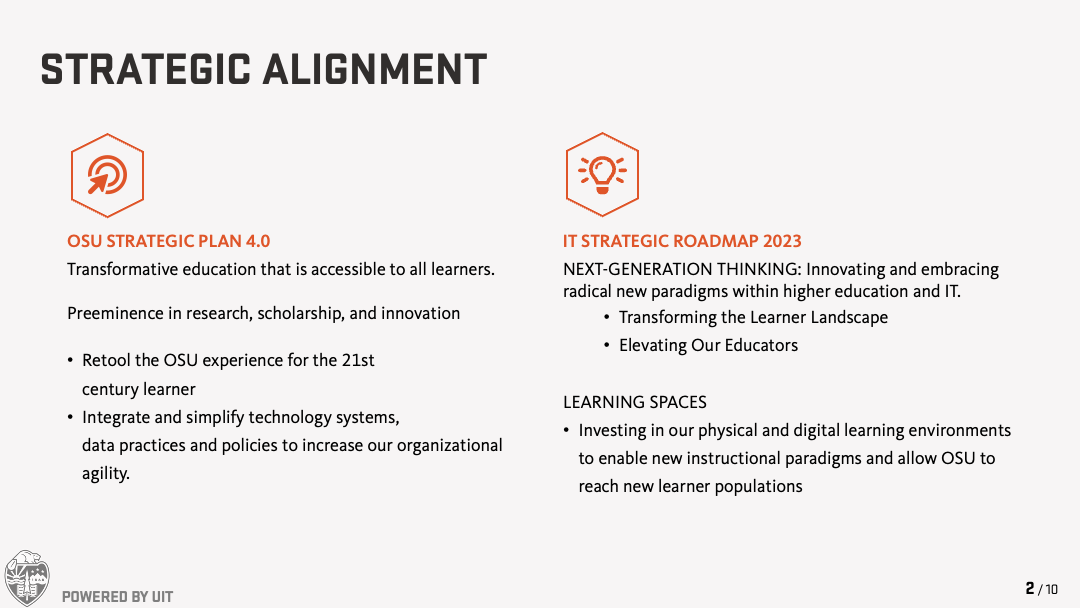 STRATEGIC ALIGNMENT
OSU STRATEGIC PLAN 4.0
Transformative education that is accessible to all learners.
Preeminence in research, scholarship, and innovation
• Retool the OSU experience for the 21st
century learner
• Integrate and simplify technology systems,
data practices and policies to increase our organizational
agility.
IT STRATEGIC ROADMAP 2023
NEXT-GENERATION THINKING: Innovating and embracing
radical new paradigms within higher education and IT.
• Transforming the Learner Landscape
• Elevating Our Educators
LEARNING SPACES
• Investing in our physical and digital learning environments
to enable new instructional paradigms and allow OSU to
reach new learner populations
POWERED BY UIT
2 / 10